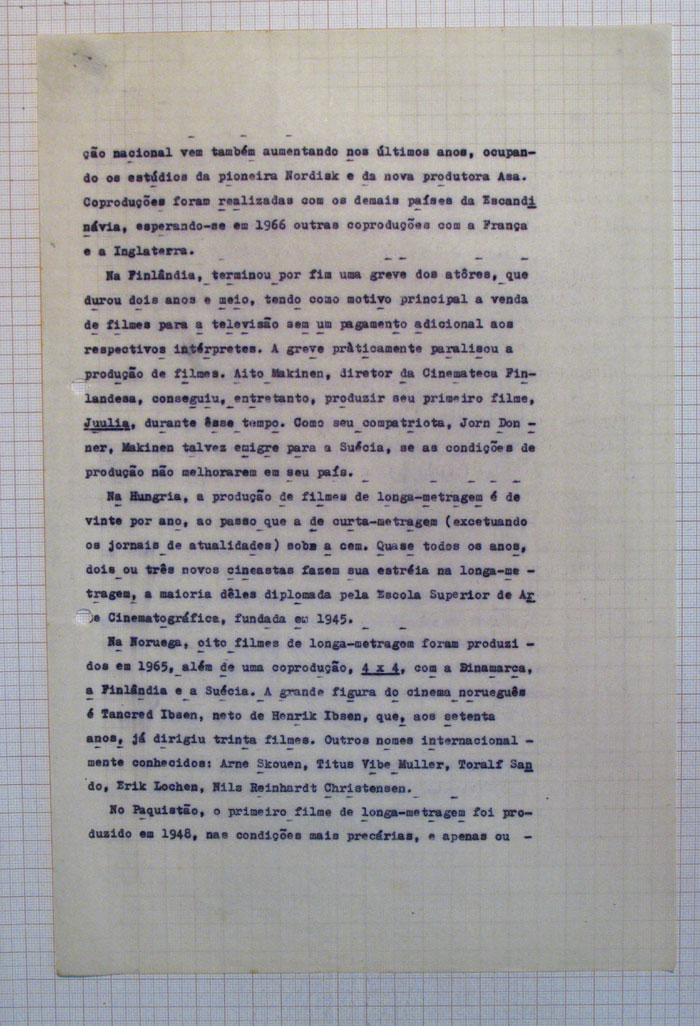 ção nacional vem também aumentando nos últimos anos, ocupan-
do os estúdios da pioneira Nordisk e da nova produtora Asa.
Coproduções foram realizadas com os demais países da Escandi
návia, esperando-se em 1966 outras coproduções com a França
e a Inglaterra.
Na Finlândia, terminou por fim uma greve dos atôres, que
durou dois anos e meio, tendo como motivo principal a venda
de filmes para a televisão sem um pagamento adicional aos
respectivos intérpretes. A greve pràticamente paralisou a
produção de filmes. Aito Makinen, diretor da Cinemateca Fin-
landesa, conseguiu, entretanto, produzir seu primeiro filme,
Juulia, durante êsse tempo. Como seu compatriota, Jorn Don -
ner, Makinen talvez emigre para a Suécia, se as condições de
produção não melhorarem em seu país.
Na Hungria, a produção de filmes de longa-metragem é de
vinte por ano, ao passo que a de curta-metragem (excetuando
os jornais de atualidades) sobe a cem. Quase todos os anos,
dois ou três novos cineastas fazem sua estréia na longa-me -
tragem, a maioria dêles diplomada pela Escola Superior de Ar
e Cinematográfica, fundada em 1945.
Na Noruega, oito filmes de longa-metragem foram produzi -
dos em 1965, além de uma coprodução, 4 x 4, com a Dinamarca,
a Finlândia e a Suécia. A grande figura do cinema norueguês
é Tancred Ibsen, neto de Henrik Ibsen, que, aos setenta
anos, já dirigiu trinta filmes. Outros nomes internacional -
mente conhecidos: Arne Skouen, Titus Vibe Muller, Toralf San
do, Erik Lochen, Nils Reinhardt Christensen.
No Paquistão, o primeiro filme de longa-metragem foi pro-
duzido em 1948, nas condições mais precárias, e apenas ou -